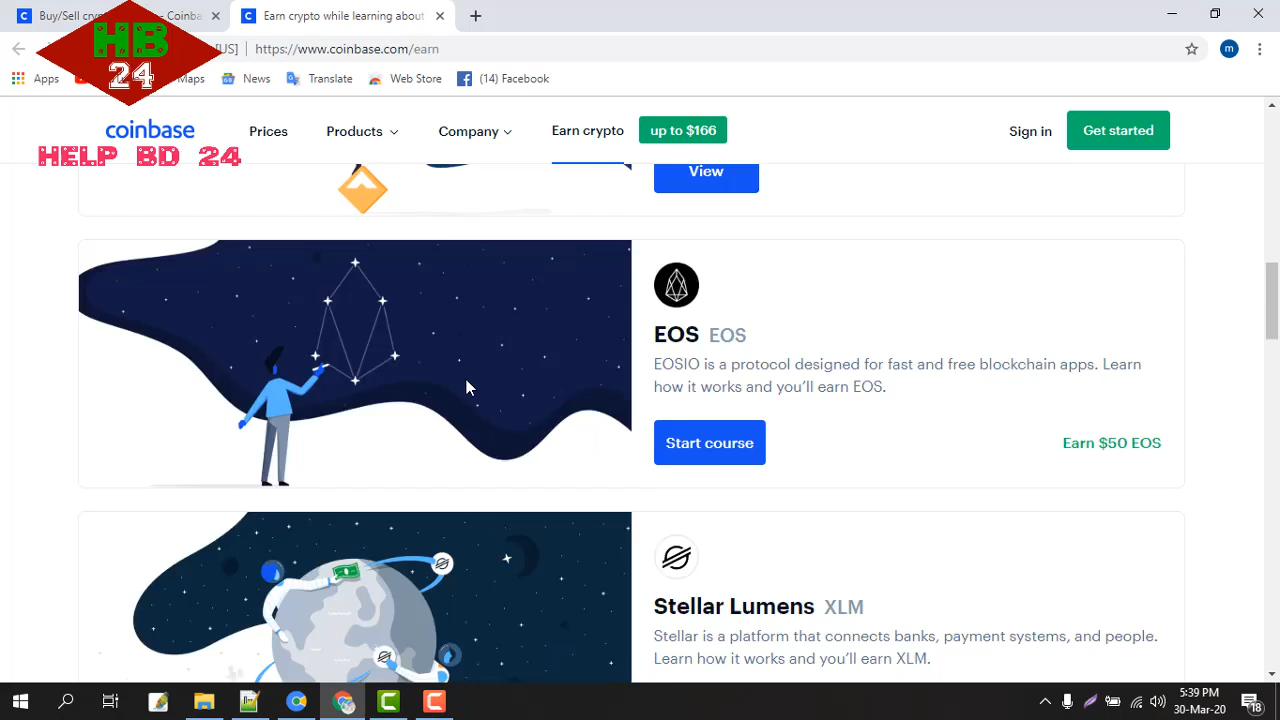 Buy/Sell cry
- Coinba
Earn crypto while learning about
HB
24
[US]
https://www.coinbase.com/earn
m
Apps
Maps
News
Translate
Web Store
(14) Facebook
coinbase
Prices
Products
Company
Earn crypto
up to $166
Sign in
Get started
HELP BD 24
View
EOS EOS
EOSIO is a protocol designed for fast and free blockchain apps. Learn
how it works and you’ll earn EOS.
Start course
Earn $50 EOS
Stellar Lumens XLM
Stellar is a platform that connects banks, payment systems, and people.
Learn how it works and you’ll earn XLM.
5:39 PM
30-Mar-20
18